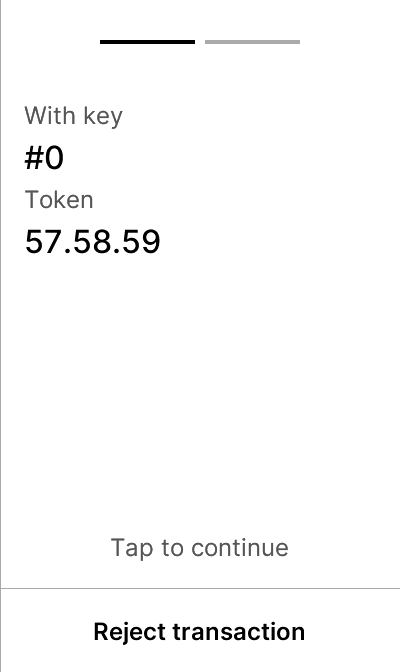 With key
#0
Token
57.58.59
Tap to continue
Reject transaction